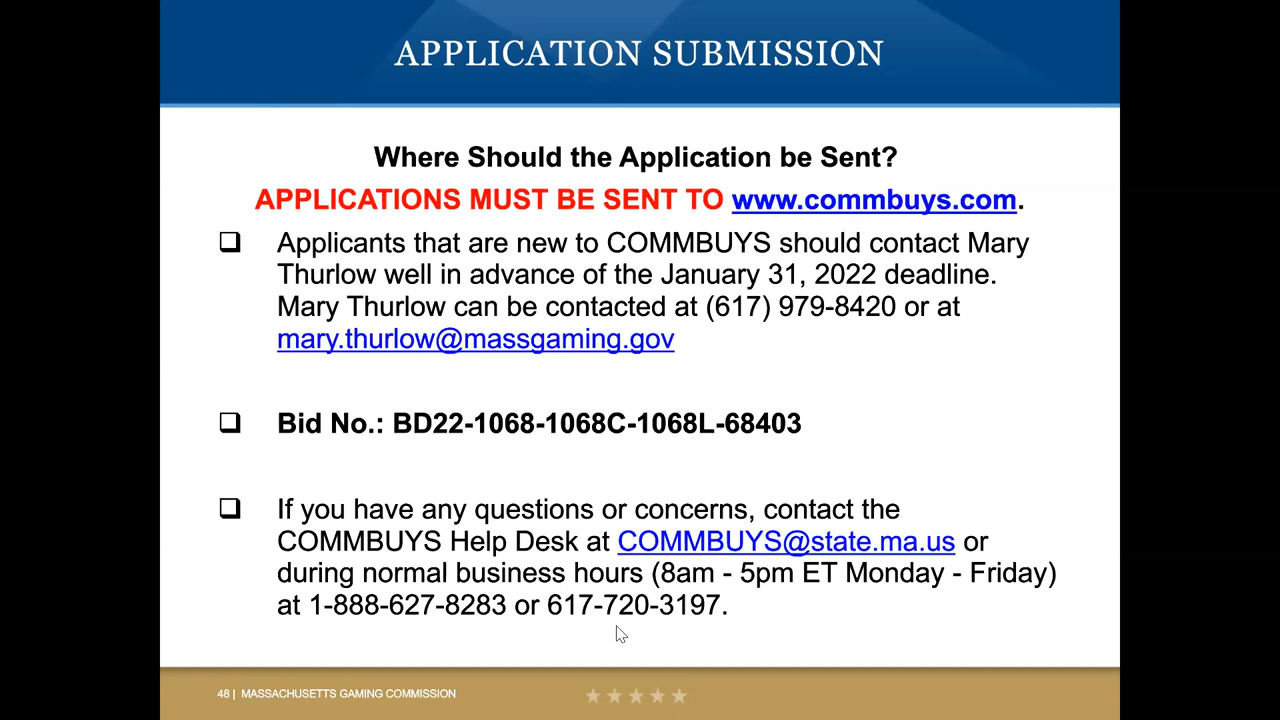 APPLICATION SUBMISSION
Where Should the Application be Sent?
APPLICATIONS MUST BE SENT TO www.commbuys.com.
Applicants that are new to COMMBUYS should contact Mary
Thurlow well in advance of the January 31, 2022 deadline.
Mary Thurlow can be contacted at (617) 979-8420 or at
mary.thurlow@massgaming.gov
Bid No.: BD22-1068-1068C-1068L-68403
If you have any questions or concerns, contact the
COMMBUYS Help Desk at COMMBUYS@state.ma.us or
during normal business hours (8am - 5pm ET Monday - Friday)
at 1-888-627-8283 or 617-720-3197.
48 | MASSACHUSETTS GAMING COMMISSION